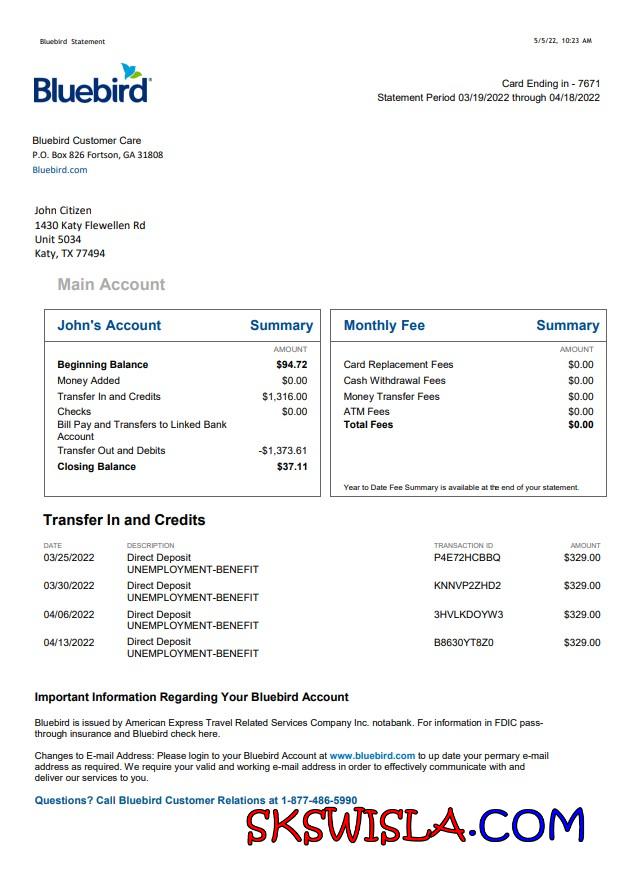 Bluebird Statement
5/5/22, 10:23 AM
Bluebird®
Card Ending in - 7671
Statement Period 03/19/2022 through 04/18/2022
Bluebird Customer Care
P.O. Box 826 Fortson, GA 31808
Bluebird.com
John Citizen
1430 Katy Flewellen Rd
Unit 5034
Katy, TX 77494
Main Account
John's Account Summary
AMOUNT
Beginning Balance $94.72
Money Added $0.00
Transfer In and Credits $1,316.00
Checks $0.00
Bill Pay and Transfers to Linked Bank
Account
Transfer Out and Debits -$1,373.61
Closing Balance $37.11
Monthly Fee Summary
AMOUNT
Card Replacement Fees $0.00
Cash Withdrawal Fees $0.00
Money Transfer Fees $0.00
ATM Fees $0.00
Total Fees $0.00
Year to Date Fee Summary is available at the end of your statement.
Transfer In and Credits
DATE DESCRIPTION TRANSACTION ID AMOUNT
03/25/2022 Direct Deposit P4E72HCBBQ $329.00
UNEMPLOYMENT-BENEFIT
03/30/2022 Direct Deposit KNNVP2ZHD2 $329.00
UNEMPLOYMENT-BENEFIT
04/06/2022 Direct Deposit 3HVLKDOYW3 $329.00
UNEMPLOYMENT-BENEFIT
04/13/2022 Direct Deposit B8630YT8Z0 $329.00
UNEMPLOYMENT-BENEFIT
Important Information Regarding Your Bluebird Account
Bluebird is issued by American Express Travel Related Services Company Inc. notabank. For information in FDIC pass-
through insurance and Bluebird check here.
Changes to E-mail Address: Please login to your Bluebird Account at www.bluebird.com to up date your permary e-mail
address as required. We require your valid and working e-mail address in order to effectively communicate with and
deliver our services to you.
Questions? Call Bluebird Customer Relations at 1-877-486-5990
SKSWISLA.COM